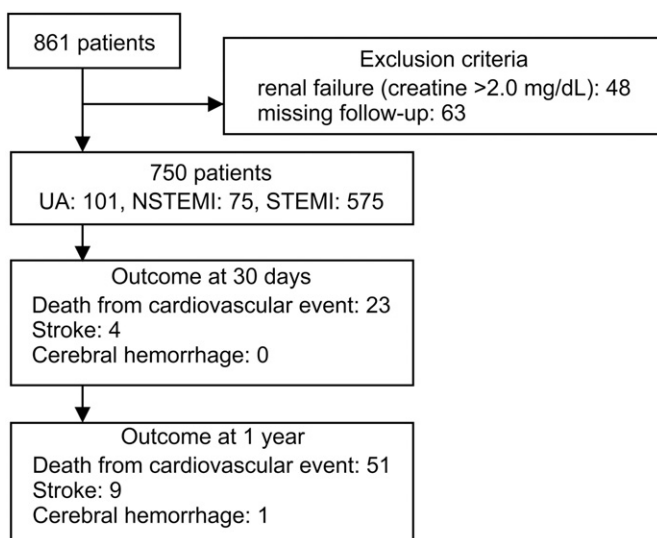 861 patients
Exclusion criteria
renal failure (creatine >2.0 mg/dL): 48
missing follow-up: 63
750 patients
UA: 101, NSTEMI: 75, STEMI: 575
Outcome at 30 days
Death from cardiovascular event: 23
Stroke: 4
Cerebral hemorrhage: 0
Outcome at 1 year
Death from cardiovascular event: 51
Stroke: 9
Cerebral hemorrhage: 1